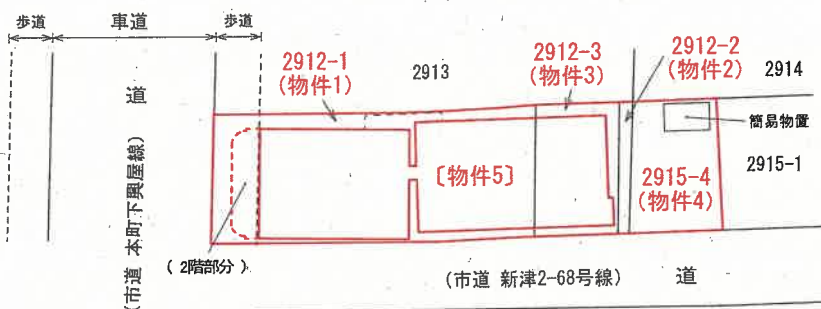 歩道
車道
歩道
2912-1
(物件1)
2913
2912-3
(物件3)
2912-2
(物件2)
2914
簡易物置
道
(市道 本町下興屋線)
〔物件5〕
2915-4
(物件4)
2915-1
( 2階部分 )
(市道 新津2-68号線)
道